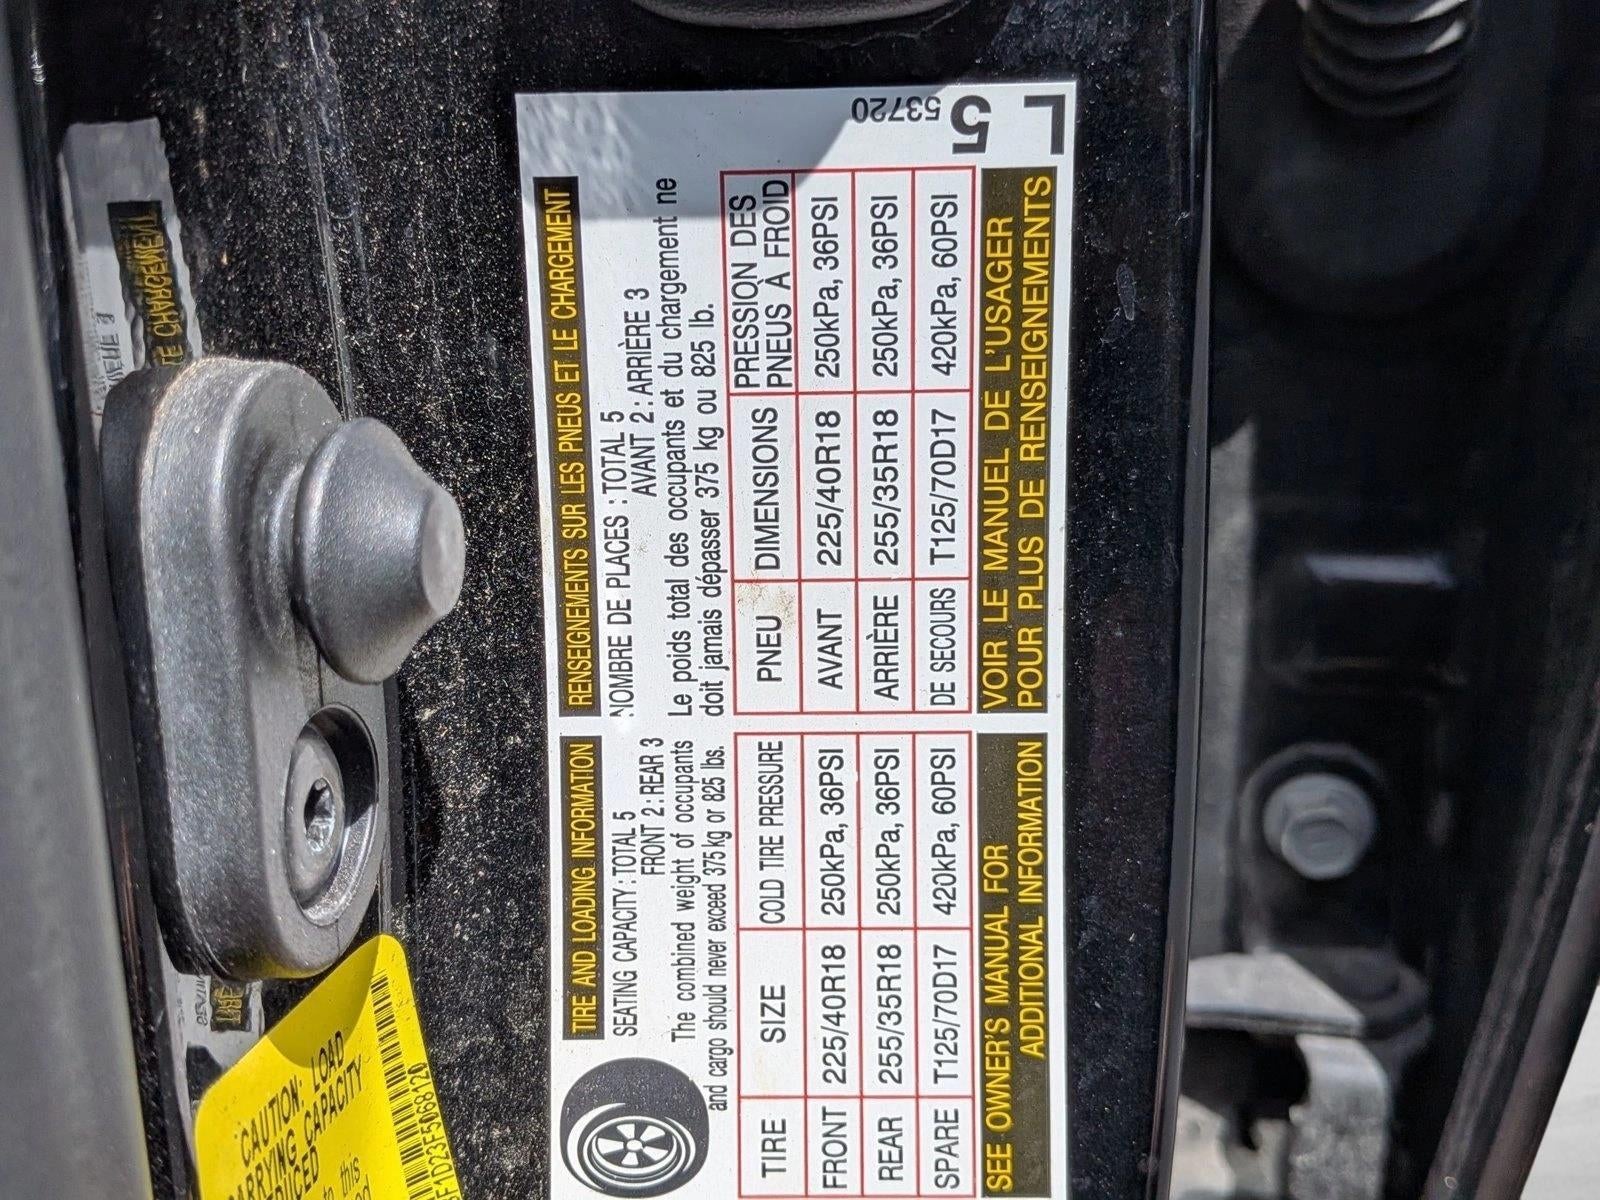 TIRE AND LOADING INFORMATION
SEATING CAPACITY : TOTAL 5
FRONT 2 : REAR 3
The combined weight of occupants
and cargo should never exceed 375 kg or 825 lbs.
TIRE SIZE COLD TIRE PRESSURE
FRONT 225/40R18 250kPa, 36PSI
REAR 255/35R18 250kPa, 36PSI
SPARE T125/70D17 420kPa, 60PSI
SEE OWNER'S MANUAL FOR
ADDITIONAL INFORMATION
RENSEIGNEMENTS SUR LES PNEUS ET LE CHARGEMENT
NOMBRE DE PLACES : TOTAL 5
AVANT 2 : ARRIÈRE 3
Le poids total des occupants et du chargement ne
doit jamais dépasser 375 kg ou 825 lb.
PNEU DIMENSIONS PRESSION DES
PNEUS À FROID
AVANT 225/40R18 250kPa, 36PSI
ARRIÈRE 255/35R18 250kPa, 36PSI
DE SECOURS T125/70D17 420kPa, 60PSI
VOIR LE MANUEL DE L'USAGER
POUR PLUS DE RENSEIGNEMENTS
53720
L5
CAUTION: LOAD
CARRYING CAPACITY
this
F1D23F5068120